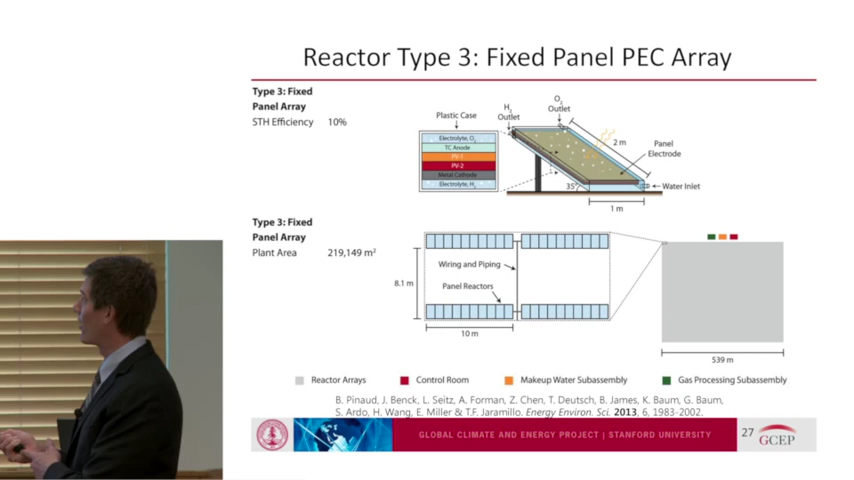 Reactor Type 3: Fixed Panel PEC Array
Type 3: Fixed
Panel Array
STH Efficiency 10%
Plastic Case
Electrolyte, O2
TC Anode
PV-1
PV-2
Metal Cathode
Electrolyte, H2
H2
Outlet
O2
Outlet
2 m
Panel
Electrode
35°
Water Inlet
1 m
Type 3: Fixed
Panel Array
Plant Area 219,149 m²
8.1 m
Wiring and Piping
Panel Reactors
10 m
539 m
Reactor Arrays
Control Room
Makeup Water Subassembly
Gas Processing Subassembly
B. Pinaud, J. Benck, L. Seitz, A. Forman, Z. Chen, T. Deutsch, B. James, K. Baum, G. Baum,
S. Ardo, H. Wang, E. Miller & T.F. Jaramillo. Energy Environ. Sci. 2013, 6, 1983-2002.
GLOBAL CLIMATE AND ENERGY PROJECT | STANFORD UNIVERSITY
27
GCEP